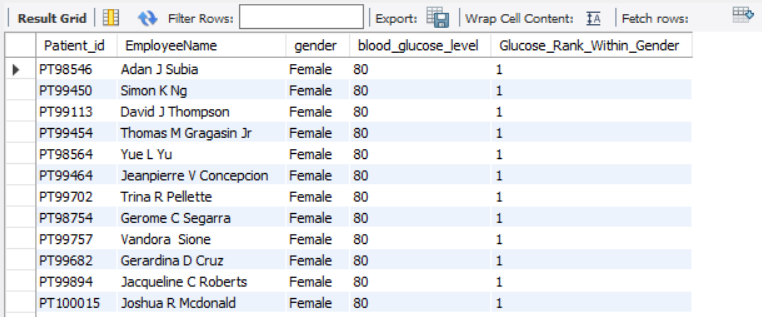 Result Grid Filter Rows: Export: Wrap Cell Content: IA Fetch rows:
Patient_id EmployeeName gender blood_glucose_level Glucose_Rank_Within_Gender
PT98546 Adan J Subia Female 80 1
PT99450 Simon K Ng Female 80 1
PT99113 David J Thompson Female 80 1
PT99454 Thomas M Gragasin Jr Female 80 1
PT98564 Yue L Yu Female 80 1
PT99464 Jeanpierre V Concepcion Female 80 1
PT99702 Trina R Pellette Female 80 1
PT98754 Gerome C Segarra Female 80 1
PT99757 Vandora  Sione Female 80 1
PT99682 Gerardina D Cruz Female 80 1
PT99894 Jacqueline C Roberts Female 80 1
PT100015 Joshua R Mcdonald Female 80 1